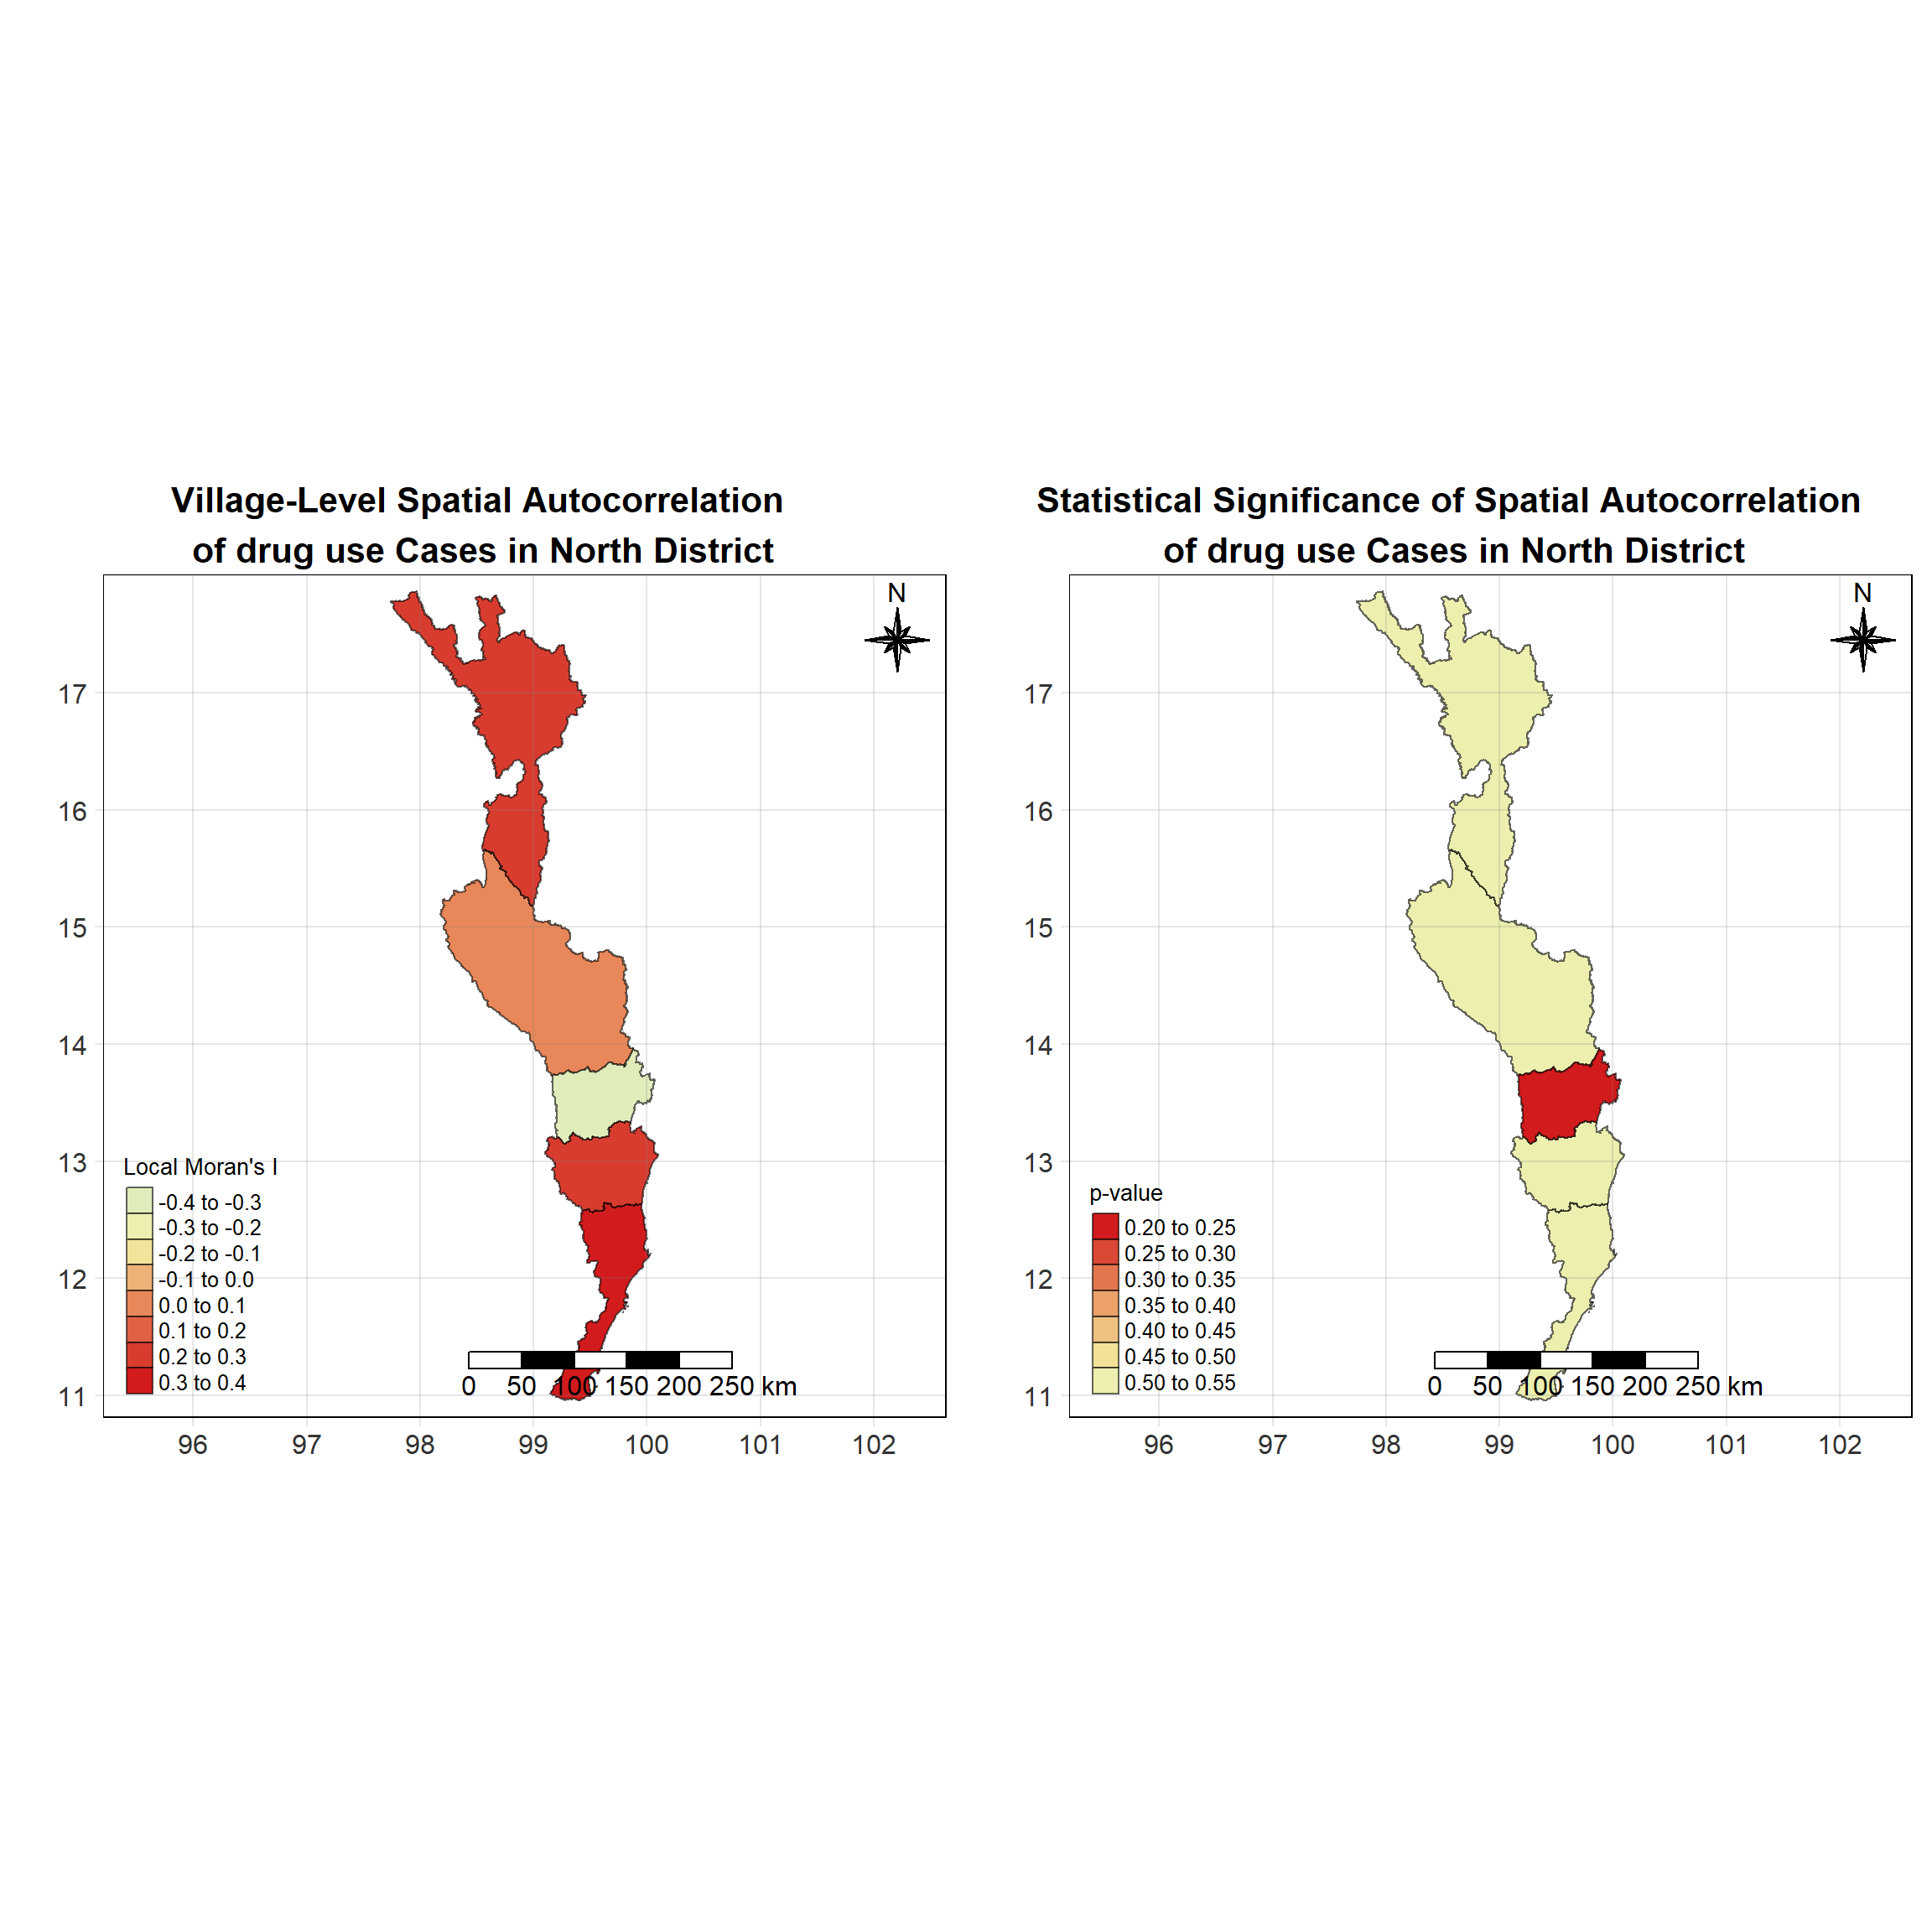 Village-Level Spatial Autocorrelation
of drug use Cases in North District
N
17
16
15
14
13
12
11
Local Moran's I
-0.4 to -0.3
-0.3 to -0.2
-0.2 to -0.1
-0.1 to 0.0
0.0 to 0.1
0.1 to 0.2
0.2 to 0.3
0.3 to 0.4
0 50 100 150 200 250 km
96 97 98 99 100 101 102
Statistical Significance of Spatial Autocorrelation
of drug use Cases in North District
N
17
16
15
14
13
12
11
p-value
0.20 to 0.25
0.25 to 0.30
0.30 to 0.35
0.35 to 0.40
0.40 to 0.45
0.45 to 0.50
0.50 to 0.55
0 50 100 150 200 250 km
96 97 98 99 100 101 102